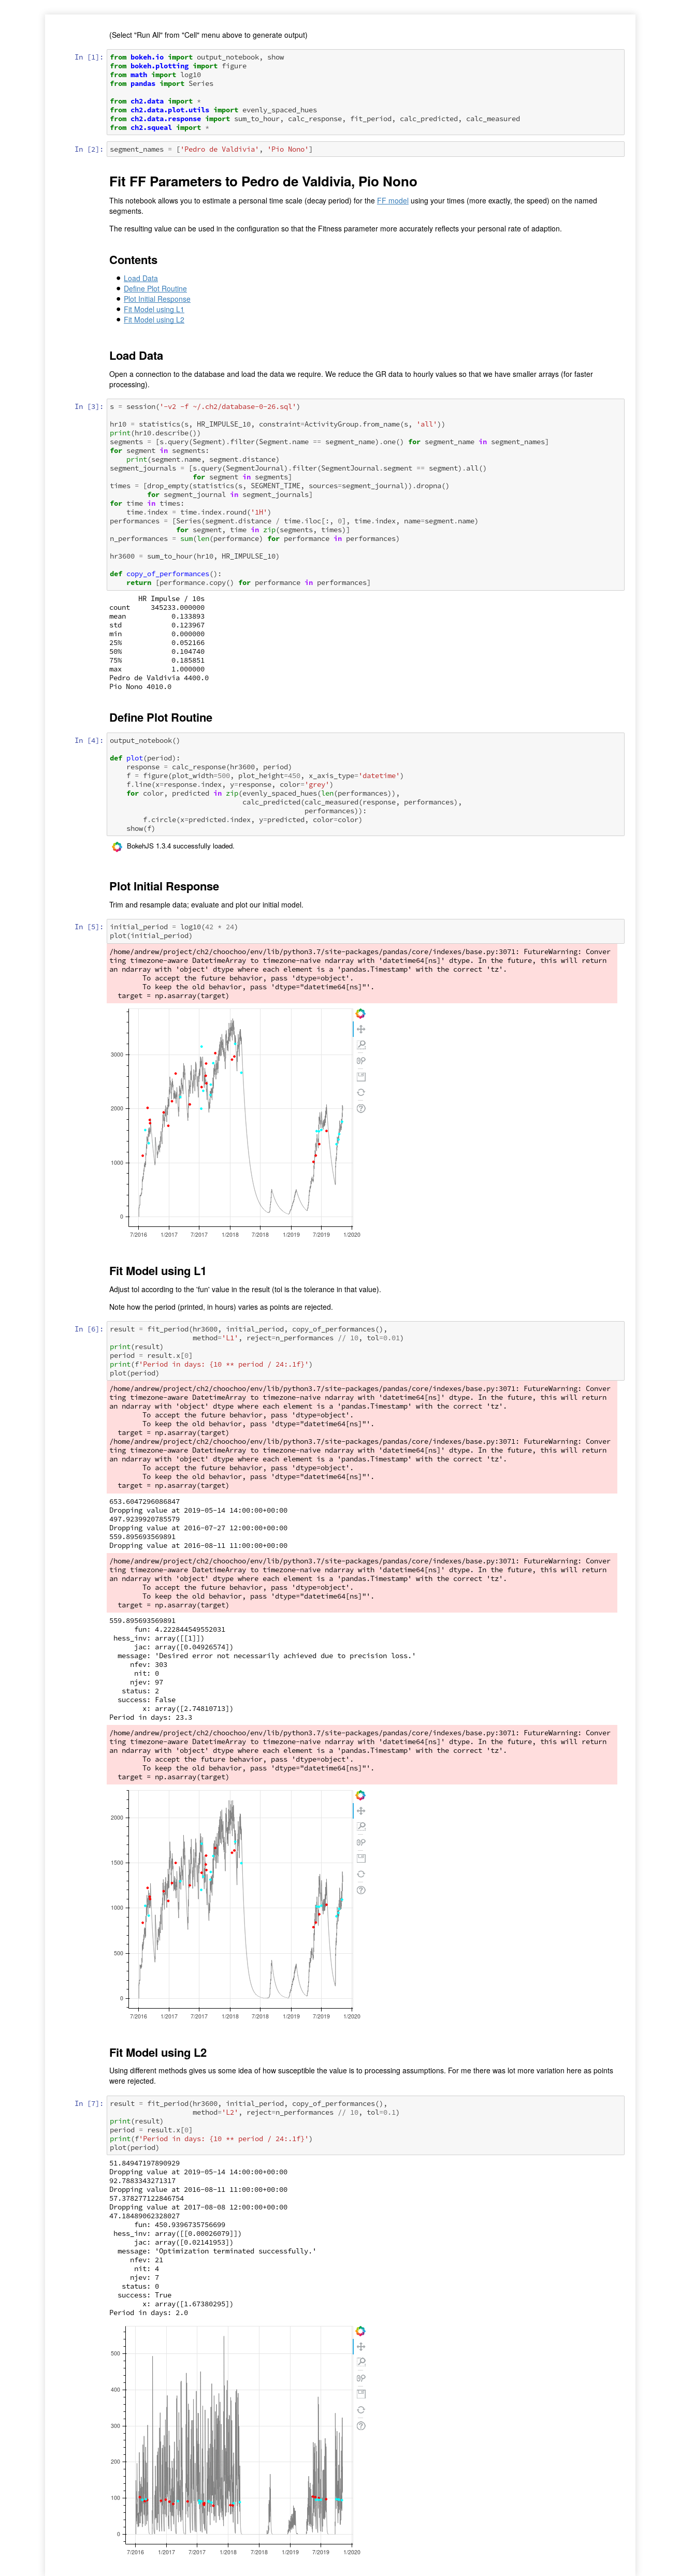 (Select "Run All" from "Cell" menu above to generate output)
In [1]:
from bokeh.io import output_notebook, show
from bokeh.plotting import figure
from math import log10
from pandas import Series
from ch2.data import *
from ch2.data.plot.utils import evenly_spaced_hues
from ch2.data.response import sum_to_hour, calc_response, fit_period, calc_predicted, calc_measured
from ch2.squeal import *
In [2]:
segment_names = ['Pedro de Valdivia', 'Pio Nono']
Fit FF Parameters to Pedro de Valdivia, Pio Nono
This notebook allows you to estimate a personal time scale (decay period) for the FF model using your times (more exactly, the speed) on the named
segments.
The resulting value can be used in the configuration so that the Fitness parameter more accurately reflects your personal rate of adaption.
Contents
Load Data
Define Plot Routine
Plot Initial Response
Fit Model using L1
Fit Model using L2
Load Data
Open a connection to the database and load the data we require. We reduce the GR data to hourly values so that we have smaller arrays (for faster
processing).
In [3]:
s = session('-v2 -f ~/.ch2/database-0-26.sql')
hr10 = statistics(s, HR_IMPULSE_10, constraint=ActivityGroup.from_name(s, 'all'))
print(hr10.describe())
segments = [s.query(Segment).filter(Segment.name == segment_name).one() for segment_name in segment_names]
for segment in segments:
    print(segment.name, segment.distance)
segment_journals = [s.query(SegmentJournal).filter(SegmentJournal.segment == segment).all()
                    for segment in segments]
times = [drop_empty(statistics(s, SEGMENT_TIME, sources=segment_journal)).dropna()
         for segment_journal in segment_journals]
for time in times:
    time.index = time.index.round('1H')
performances = [Series(segment.distance / time.iloc[:, 0], time.index, name=segment.name)
                for segment, time in zip(segments, times)]
n_performances = sum(len(performance) for performance in performances)
hr3600 = sum_to_hour(hr10, HR_IMPULSE_10)
def copy_of_performances():
    return [performance.copy() for performance in performances]
       HR Impulse / 10s
count     345233.000000
mean           0.133893
std            0.123967
min            0.000000
25%            0.052166
50%            0.104740
75%            0.185851
max            1.000000
Pedro de Valdivia 4400.0
Pio Nono 4010.0
Define Plot Routine
In [4]:
output_notebook()
def plot(period):
    response = calc_response(hr3600, period)
    f = figure(plot_width=500, plot_height=450, x_axis_type='datetime')
    f.line(x=response.index, y=response, color='grey')
    for color, predicted in zip(evenly_spaced_hues(len(performances)),
                                calc_predicted(calc_measured(response, performances),
                                               performances)):
        f.circle(x=predicted.index, y=predicted, color=color)
    show(f)
BokehJS 1.3.4 successfully loaded.
Plot Initial Response
Trim and resample data; evaluate and plot our initial model.
In [5]:
initial_period = log10(42 * 24)
plot(initial_period)
/home/andrew/project/ch2/choochoo/env/lib/python3.7/site-packages/pandas/core/indexes/base.py:3071: FutureWarning: Conver
ting timezone-aware DatetimeArray to timezone-naive ndarray with 'datetime64[ns]' dtype. In the future, this will return
an ndarray with 'object' dtype where each element is a 'pandas.Timestamp' with the correct 'tz'.
        To accept the future behavior, pass 'dtype=object'.
        To keep the old behavior, pass 'dtype="datetime64[ns]"'.
  target = np.asarray(target)
3000
2000
1000
0
7/2016 1/2017 7/2017 1/2018 7/2018 1/2019 7/2019 1/2020
Fit Model using L1
Adjust tol according to the 'fun' value in the result (tol is the tolerance in that value).
Note how the period (printed, in hours) varies as points are rejected.
In [6]:
result = fit_period(hr3600, initial_period, copy_of_performances(),
                    method='L1', reject=n_performances // 10, tol=0.01)
print(result)
period = result.x[0]
print(f'Period in days: {10 ** period / 24:.1f}')
plot(period)
/home/andrew/project/ch2/choochoo/env/lib/python3.7/site-packages/pandas/core/indexes/base.py:3071: FutureWarning: Conver
ting timezone-aware DatetimeArray to timezone-naive ndarray with 'datetime64[ns]' dtype. In the future, this will return
an ndarray with 'object' dtype where each element is a 'pandas.Timestamp' with the correct 'tz'.
        To accept the future behavior, pass 'dtype=object'.
        To keep the old behavior, pass 'dtype="datetime64[ns]"'.
  target = np.asarray(target)
/home/andrew/project/ch2/choochoo/env/lib/python3.7/site-packages/pandas/core/indexes/base.py:3071: FutureWarning: Conver
ting timezone-aware DatetimeArray to timezone-naive ndarray with 'datetime64[ns]' dtype. In the future, this will return
an ndarray with 'object' dtype where each element is a 'pandas.Timestamp' with the correct 'tz'.
        To accept the future behavior, pass 'dtype=object'.
        To keep the old behavior, pass 'dtype="datetime64[ns]"'.
  target = np.asarray(target)
653.6047296086847
Dropping value at 2019-05-14 14:00:00+00:00
497.9239920785579
Dropping value at 2016-07-27 12:00:00+00:00
559.895693569891
Dropping value at 2016-08-11 11:00:00+00:00
/home/andrew/project/ch2/choochoo/env/lib/python3.7/site-packages/pandas/core/indexes/base.py:3071: FutureWarning: Conver
ting timezone-aware DatetimeArray to timezone-naive ndarray with 'datetime64[ns]' dtype. In the future, this will return
an ndarray with 'object' dtype where each element is a 'pandas.Timestamp' with the correct 'tz'.
        To accept the future behavior, pass 'dtype=object'.
        To keep the old behavior, pass 'dtype="datetime64[ns]"'.
  target = np.asarray(target)
559.895693569891
      fun: 4.222844549552031
 hess_inv: array([[1]])
      jac: array([0.04926574])
  message: 'Desired error not necessarily achieved due to precision loss.'
     nfev: 303
      nit: 0
     njev: 97
   status: 2
  success: False
        x: array([2.74810713])
Period in days: 23.3
/home/andrew/project/ch2/choochoo/env/lib/python3.7/site-packages/pandas/core/indexes/base.py:3071: FutureWarning: Conver
ting timezone-aware DatetimeArray to timezone-naive ndarray with 'datetime64[ns]' dtype. In the future, this will return
an ndarray with 'object' dtype where each element is a 'pandas.Timestamp' with the correct 'tz'.
        To accept the future behavior, pass 'dtype=object'.
        To keep the old behavior, pass 'dtype="datetime64[ns]"'.
  target = np.asarray(target)
2000
1500
1000
500
0
7/2016 1/2017 7/2017 1/2018 7/2018 1/2019 7/2019 1/2020
Fit Model using L2
Using different methods gives us some idea of how susceptible the value is to processing assumptions. For me there was lot more variation here as points
were rejected.
In [7]:
result = fit_period(hr3600, initial_period, copy_of_performances(),
                    method='L2', reject=n_performances // 10, tol=0.1)
print(result)
period = result.x[0]
print(f'Period in days: {10 ** period / 24:.1f}')
plot(period)
51.84947197890929
Dropping value at 2019-05-14 14:00:00+00:00
92.7883343271317
Dropping value at 2016-08-11 11:00:00+00:00
57.378277122846754
Dropping value at 2017-08-08 12:00:00+00:00
47.18489062328027
      fun: 450.9396735756699
 hess_inv: array([[0.00026079]])
      jac: array([0.02141953])
  message: 'Optimization terminated successfully.'
     nfev: 21
      nit: 4
     njev: 7
   status: 0
  success: True
        x: array([1.67380295])
Period in days: 2.0
500
400
300
200
100
0
7/2016 1/2017 7/2017 1/2018 7/2018 1/2019 7/2019 1/2020